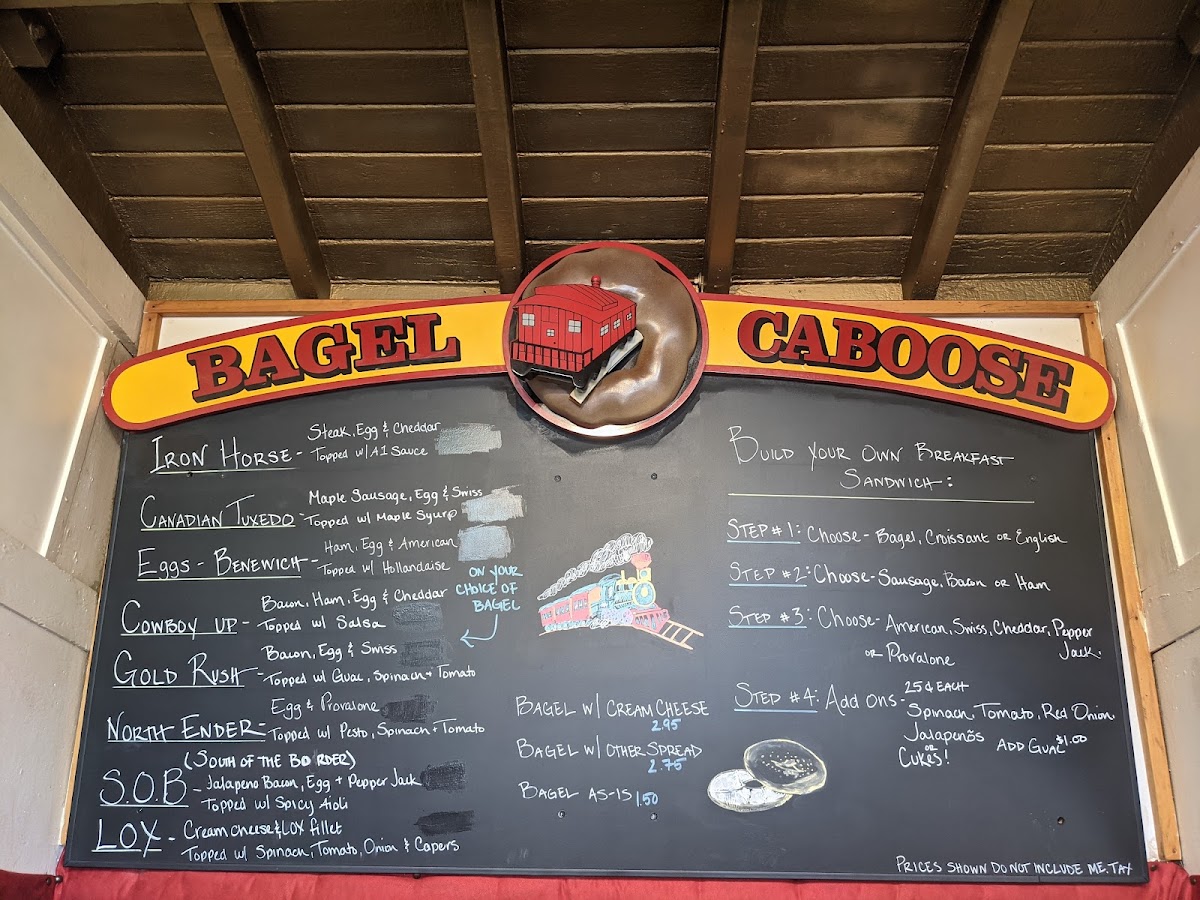 BAGEL CABOOSE
IRON HORSE - Steak, Egg & Cheddar
Topped w/ A1 Sauce
CANADIAN TUXEDO - Maple Sausage, Egg & Swiss
Topped w/ Maple Syurp
EGGS - BENEWICH - Ham, Egg & American
Topped w/ Hollandaise
ON YOUR
CHOICE OF
BAGEL
COWBOY UP - Bacon, Ham, Egg & Cheddar
Topped w/ Salsa
GOLD RUSH - Bacon, Egg & Swiss
Topped w/ Guac, Spinach + Tomato
NORTH ENDER - Egg & Provalone
Topped w/ Pesto, Spinach + Tomato
(SOUTH OF THE BORDER)
S.O.B - Jalapeno Bacon, Egg + Pepper Jack
Topped w/ Spicy Aioli
LOX - Cream cheese & LOX fillet
Topped w/ Spinach, Tomato, Onion & Capers
BAGEL W/ CREAM CHEESE
2.95
BAGEL W/ OTHER SPREAD
2.75
BAGEL AS-IS 1.50
BUILD YOUR OWN BREAKFAST
SANDWICH:
STEP #1: Choose - Bagel, Croissant OR English
STEP #2: Choose - Sausage, Bacon OR Ham
STEP #3: Choose - American, Swiss, Cheddar, Pepper
Jack.
OR Provalone
STEP #4: Add ons - 25¢ EACH
Spinach, Tomato, Red Onion
Jalapenõs
OR
Cukes!
ADD GUAC $1.00
PRICES SHOWN DO NOT INCLUDE ME. TAX